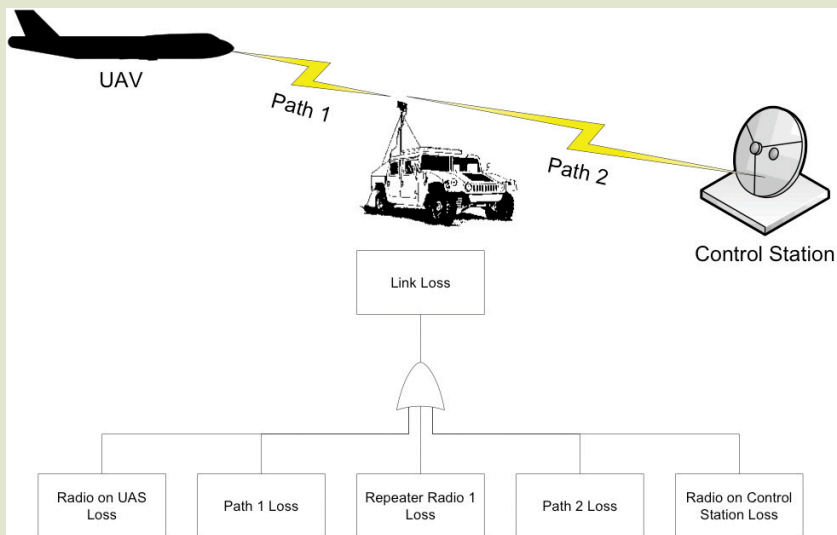 UAV
Path 1
Path 2
Control Station
Link Loss
Radio on UAS
Loss
Path 1 Loss
Repeater Radio 1
Loss
Path 2 Loss
Radio on Control
Station Loss